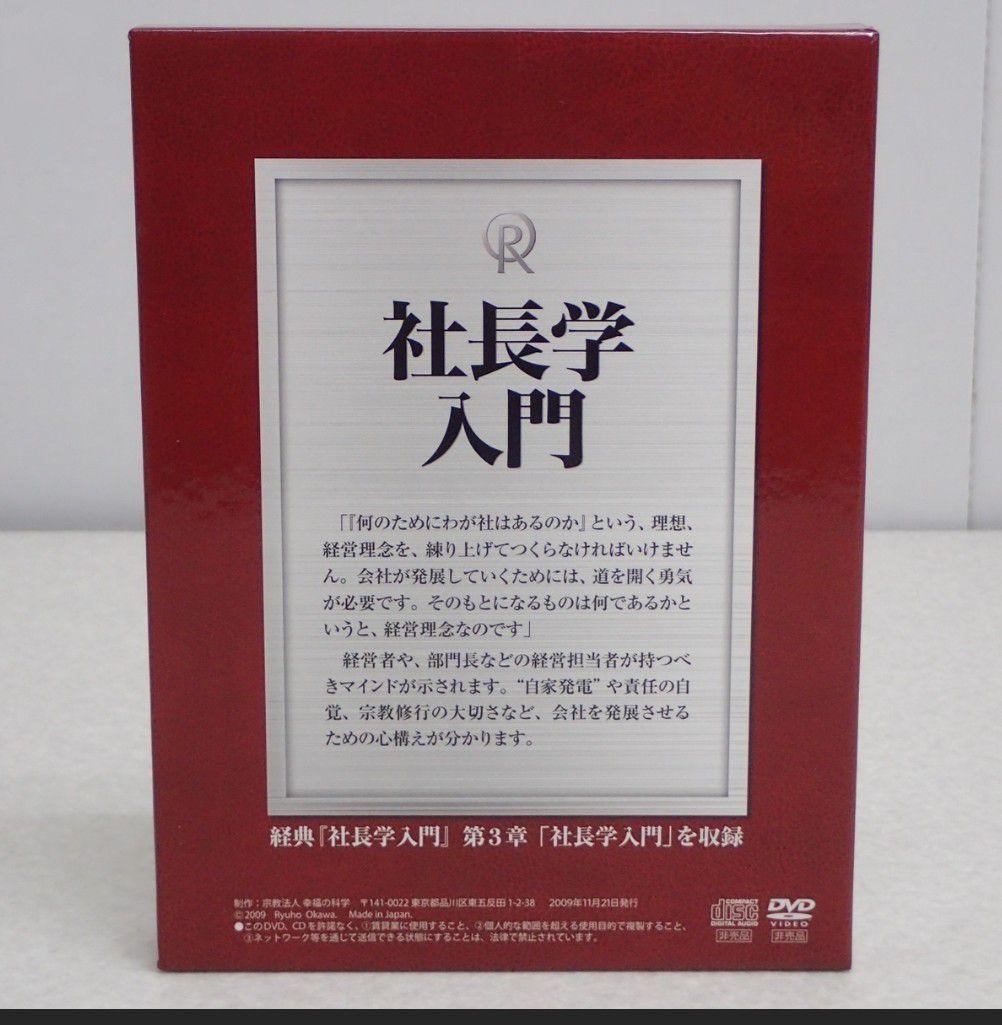 R
社長学
入門
「『何のためにわが社はあるのか』という、理想、
経営理念を、練り上げてつくらなければいけませ
ん。会社が発展していくためには、道を開く勇気
が必要です。そのもとになるものは何であるかと
いうと、経営理念なのです」
経営者や、部門長などの経営担当者が持つべ
きマインドが示されます。“自家発電”や責任の自
覚、宗教修行の大切さなど、会社を発展させる
ための心構えが分かります。
経典『社長学入門』第3章「社長学入門」を収録
制作：宗教法人 幸福の科学 〒141-0022 東京都品川区東五反田 1-2-38 2009年11月21日発行
©2009 Ryuho Okawa. Made in Japan.
●このDVD、CDを許諾なく、①賃貸業に使用すること、②個人的な範囲を超える使用目的で複製すること、
③ネットワーク等を通じて送信できる状態にすることは、法律で禁止されています。
COMPACT
disc
DIGITAL AUDIO
非売品
DVD
VIDEO
非売品